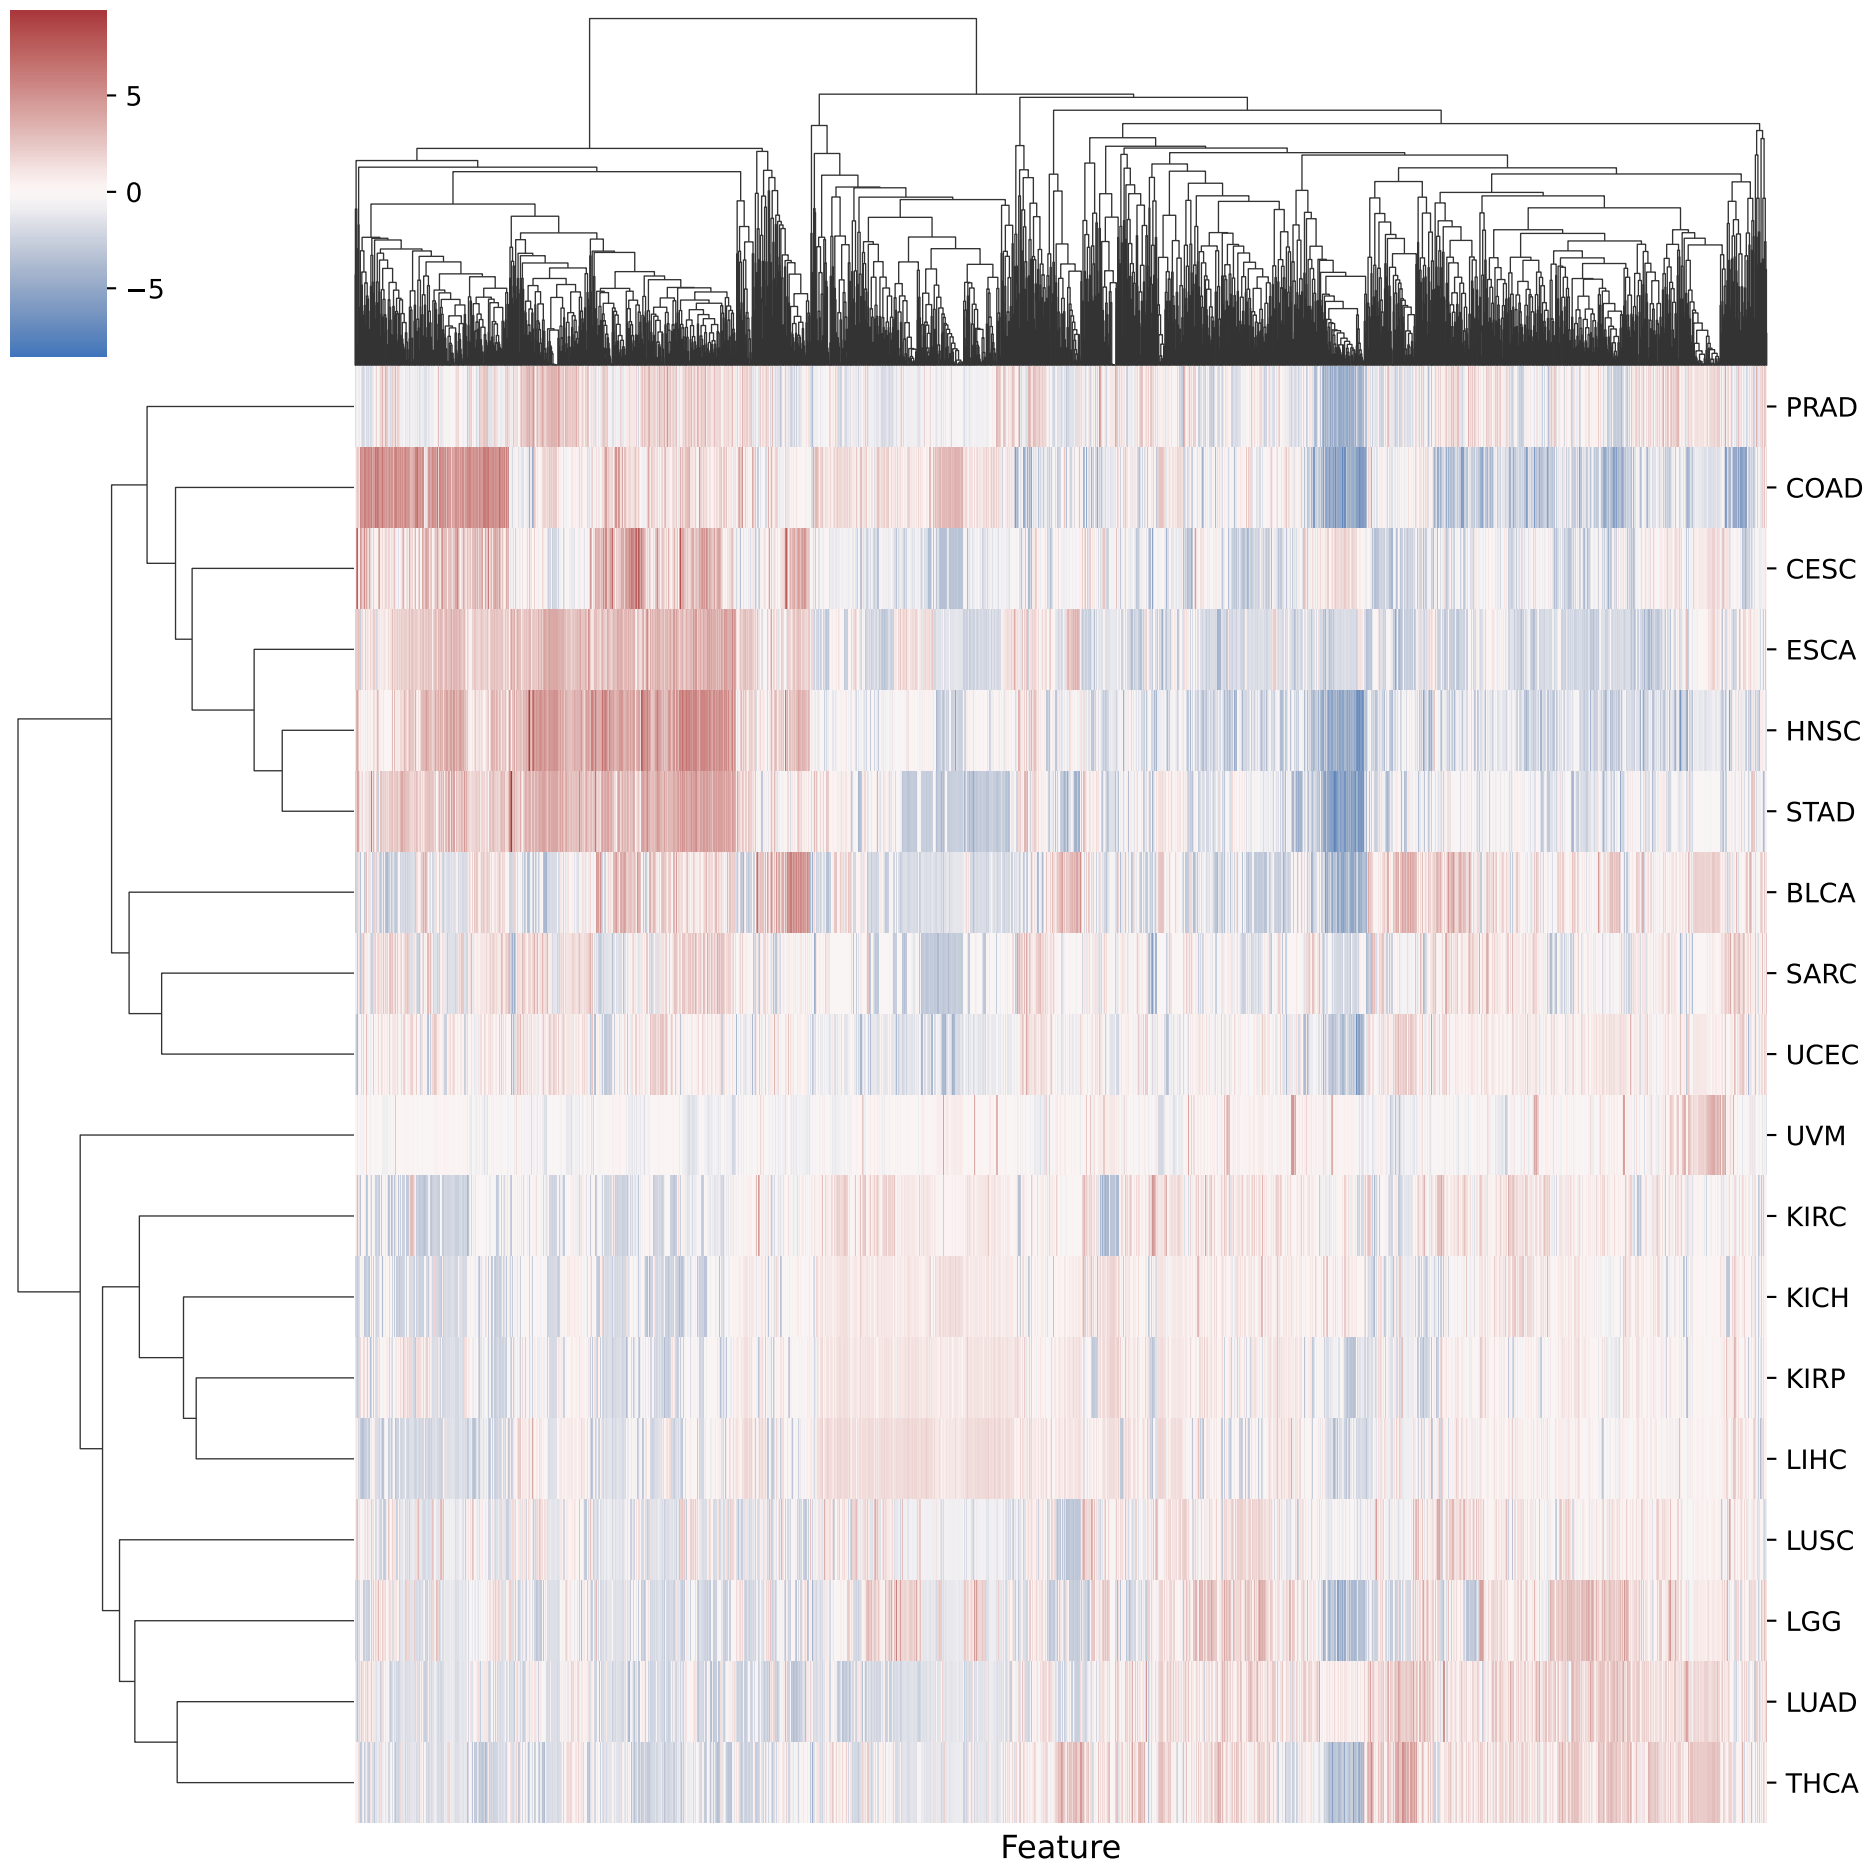 5
0
−5
PRAD
COAD
CESC
ESCA
HNSC
STAD
BLCA
SARC
UCEC
UVM
KIRC
KICH
KIRP
LIHC
LUSC
LGG
LUAD
THCA
Feature